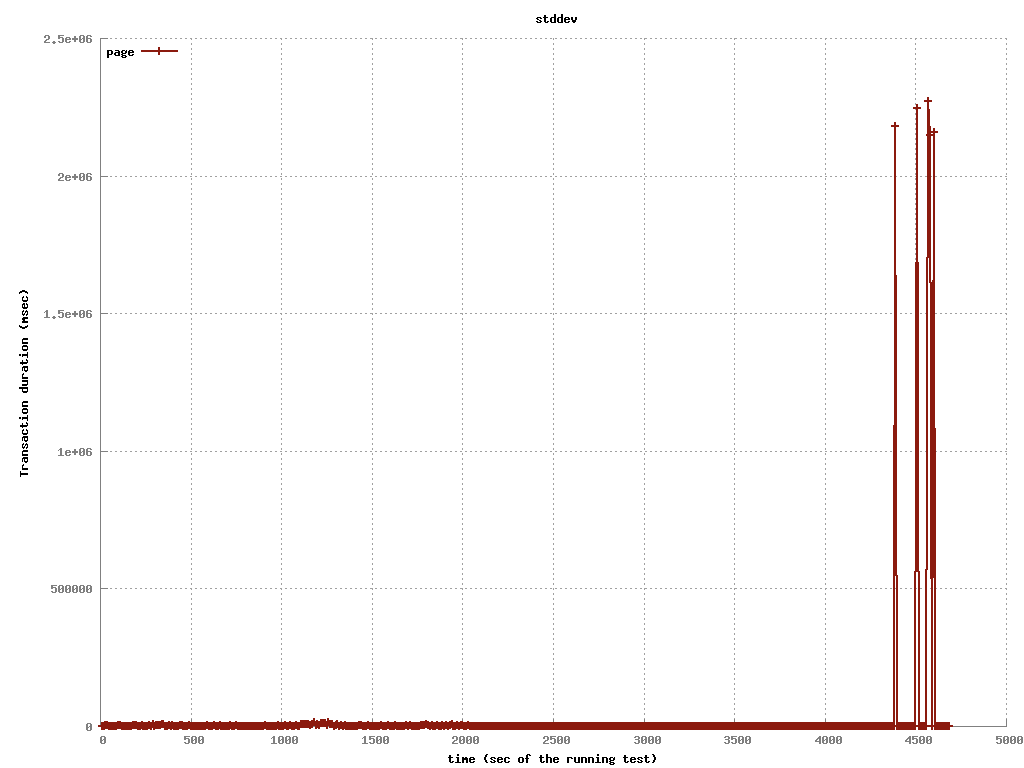 stddev
2.5e+06
page
2e+06
1.5e+06
Transaction duration (msec)
1e+06
500000
0
0 500 1000 1500 2000 2500 3000 3500 4000 4500 5000
time (sec of the running test)